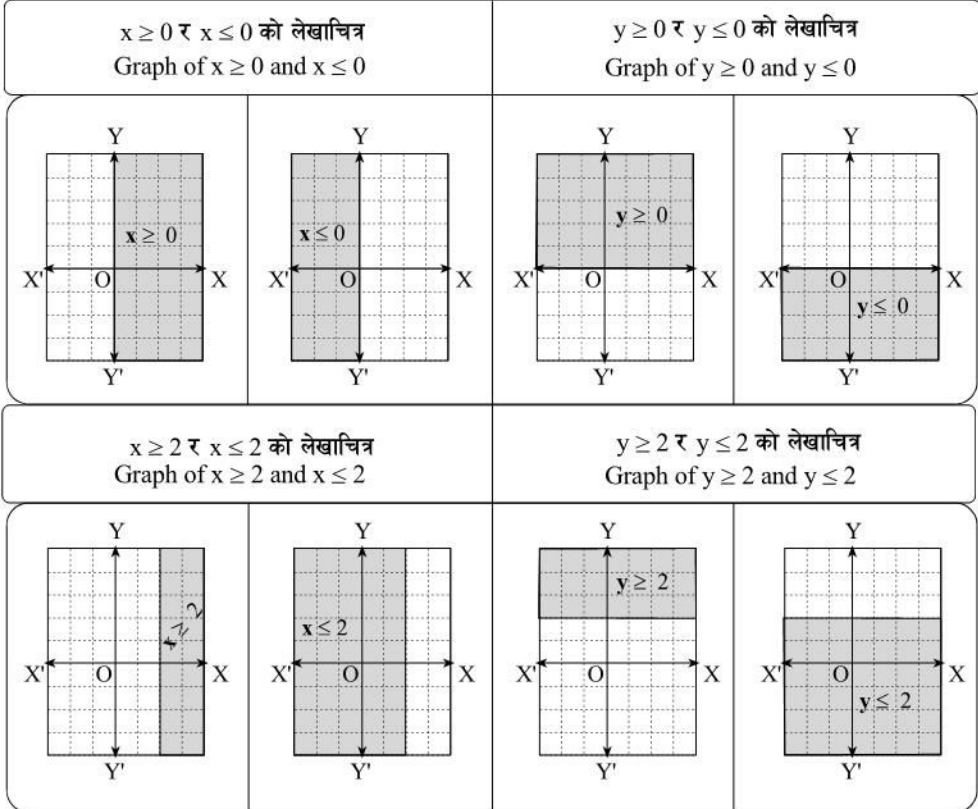 x ≥ 0 र x ≤ 0 को लेखाचित्र
Graph of x ≥ 0 and x ≤ 0
y ≥ 0 र y ≤ 0 को लेखाचित्र
Graph of y ≥ 0 and y ≤ 0
Y
x ≥ 0
X' O X
Y'
Y
x ≤ 0
X' O X
Y'
Y
y ≥ 0
X' O X
Y'
Y
X' O X
y ≤ 0
Y'
x ≥ 2 र x ≤ 2 को लेखाचित्र
Graph of x ≥ 2 and x ≤ 2
y ≥ 2 र y ≤ 2 को लेखाचित्र
Graph of y ≥ 2 and y ≤ 2
Y
x ≥ 2
X' O X
Y'
Y
x ≤ 2
X' O X
Y'
Y
y ≥ 2
X' O X
Y'
Y
X' O X
y ≤ 2
Y'